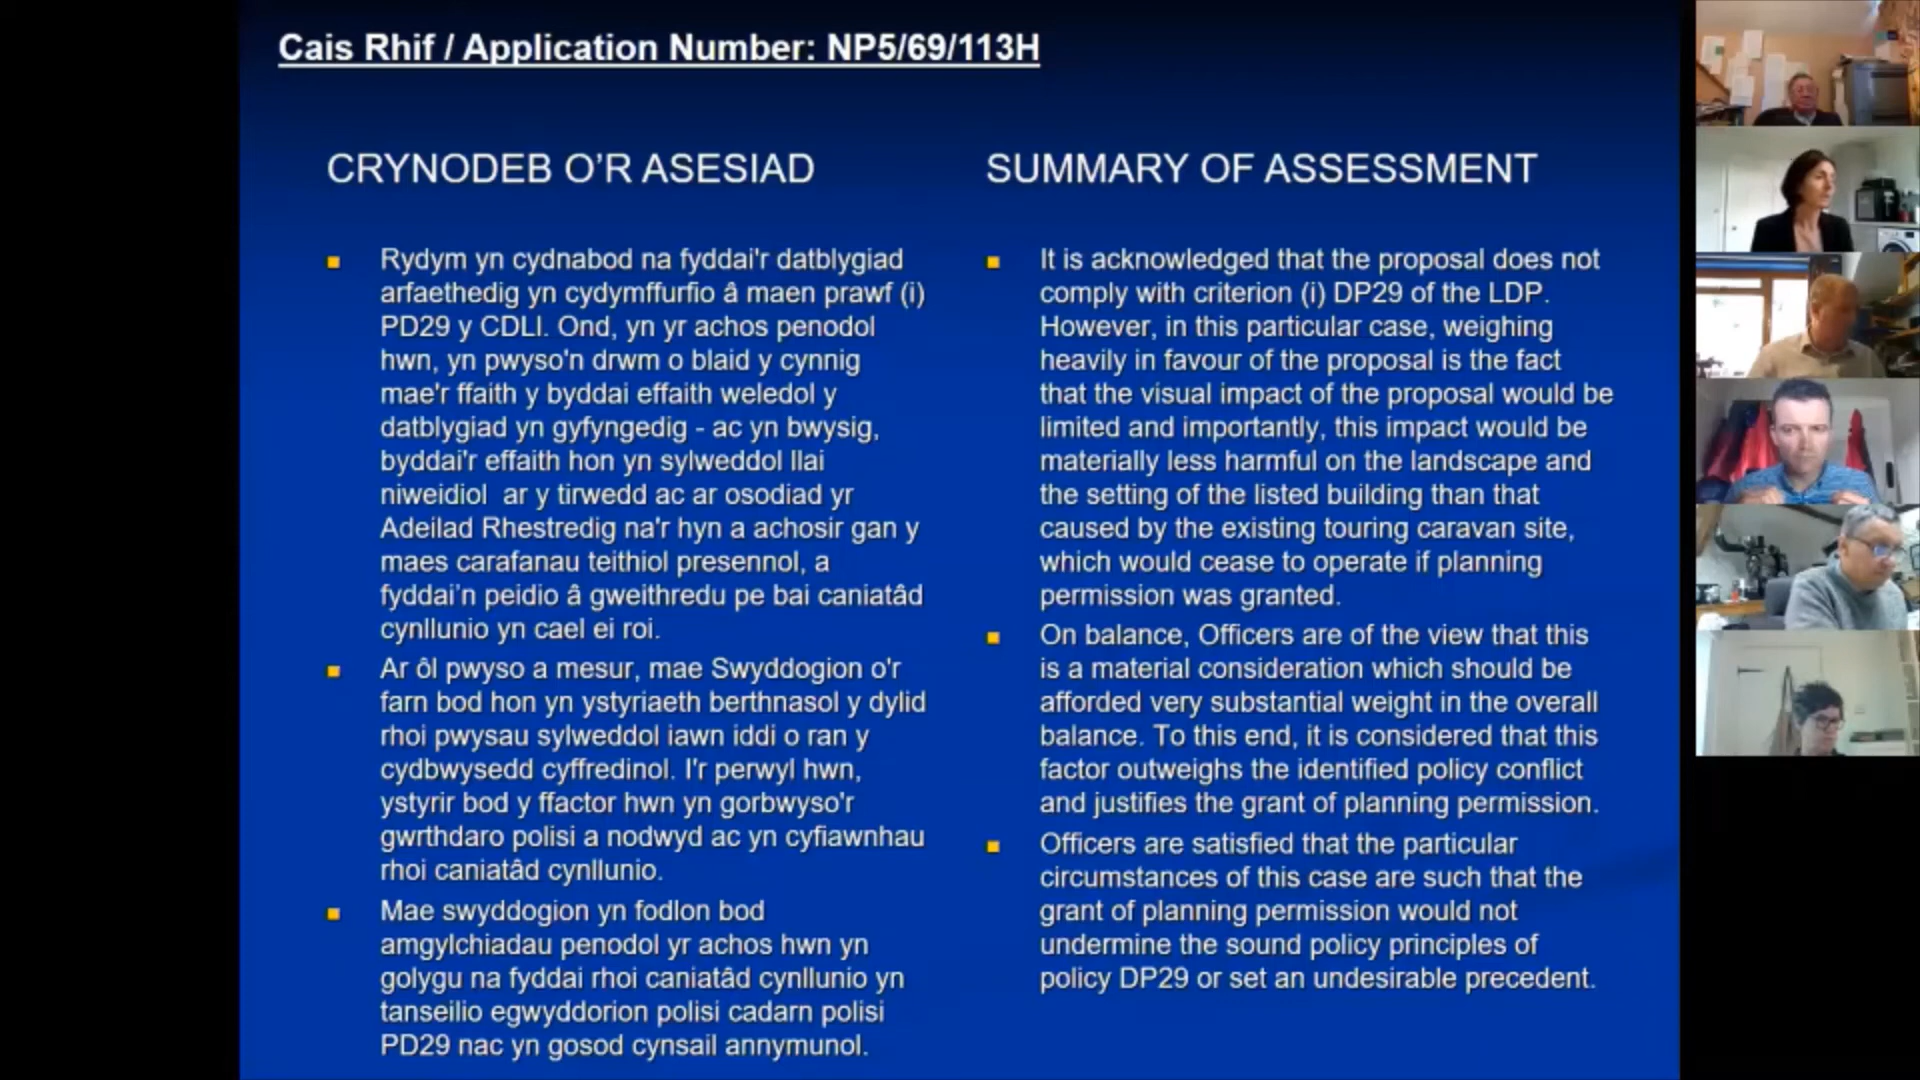 Cais Rhif / Application Number: NP5/69/113H
CRYNODEB O’R ASESIAD
Rydym yn cydnabod na fyddai'r datblygiad
arfaethedig yn cydymffurfio â maen prawf (i)
PD29 y CDLl. Ond, yn yr achos penodol
hwn, yn pwyso'n drwm o blaid y cynnig
mae'r ffaith y byddai effaith weledol y
datblygiad yn gyfyngedig - ac yn bwysig,
byddai'r effaith hon yn sylweddol llai
niweidiol ar y tirwedd ac ar osodiad yr
Adeilad Rhestredig na'r hyn a achosir gan y
maes carafanau teithiol presennol, a
fyddai’n peidio â gweithredu pe bai caniatâd
cynllunio yn cael ei roi.
Ar ôl pwyso a mesur, mae Swyddogion o'r
farn bod hon yn ystyriaeth berthnasol y dylid
rhoi pwysau sylweddol iawn iddi o ran y
cydbwysedd cyffredinol. I'r perwyl hwn,
ystyrir bod y ffactor hwn yn gorbwyso'r
gwrthdaro polisi a nodwyd ac yn cyfiawnhau
rhoi caniatâd cynllunio.
Mae swyddogion yn fodlon bod
amgylchiadau penodol yr achos hwn yn
golygu na fyddai rhoi caniatâd cynllunio yn
tanseilio egwyddorion polisi cadarn polisi
PD29 nac yn gosod cynsail annymunol.
SUMMARY OF ASSESSMENT
It is acknowledged that the proposal does not
comply with criterion (i) DP29 of the LDP.
However, in this particular case, weighing
heavily in favour of the proposal is the fact
that the visual impact of the proposal would be
limited and importantly, this impact would be
materially less harmful on the landscape and
the setting of the listed building than that
caused by the existing touring caravan site,
which would cease to operate if planning
permission was granted.
On balance, Officers are of the view that this
is a material consideration which should be
afforded very substantial weight in the overall
balance. To this end, it is considered that this
factor outweighs the identified policy conflict
and justifies the grant of planning permission.
Officers are satisfied that the particular
circumstances of this case are such that the
grant of planning permission would not
undermine the sound policy principles of
policy DP29 or set an undesirable precedent.